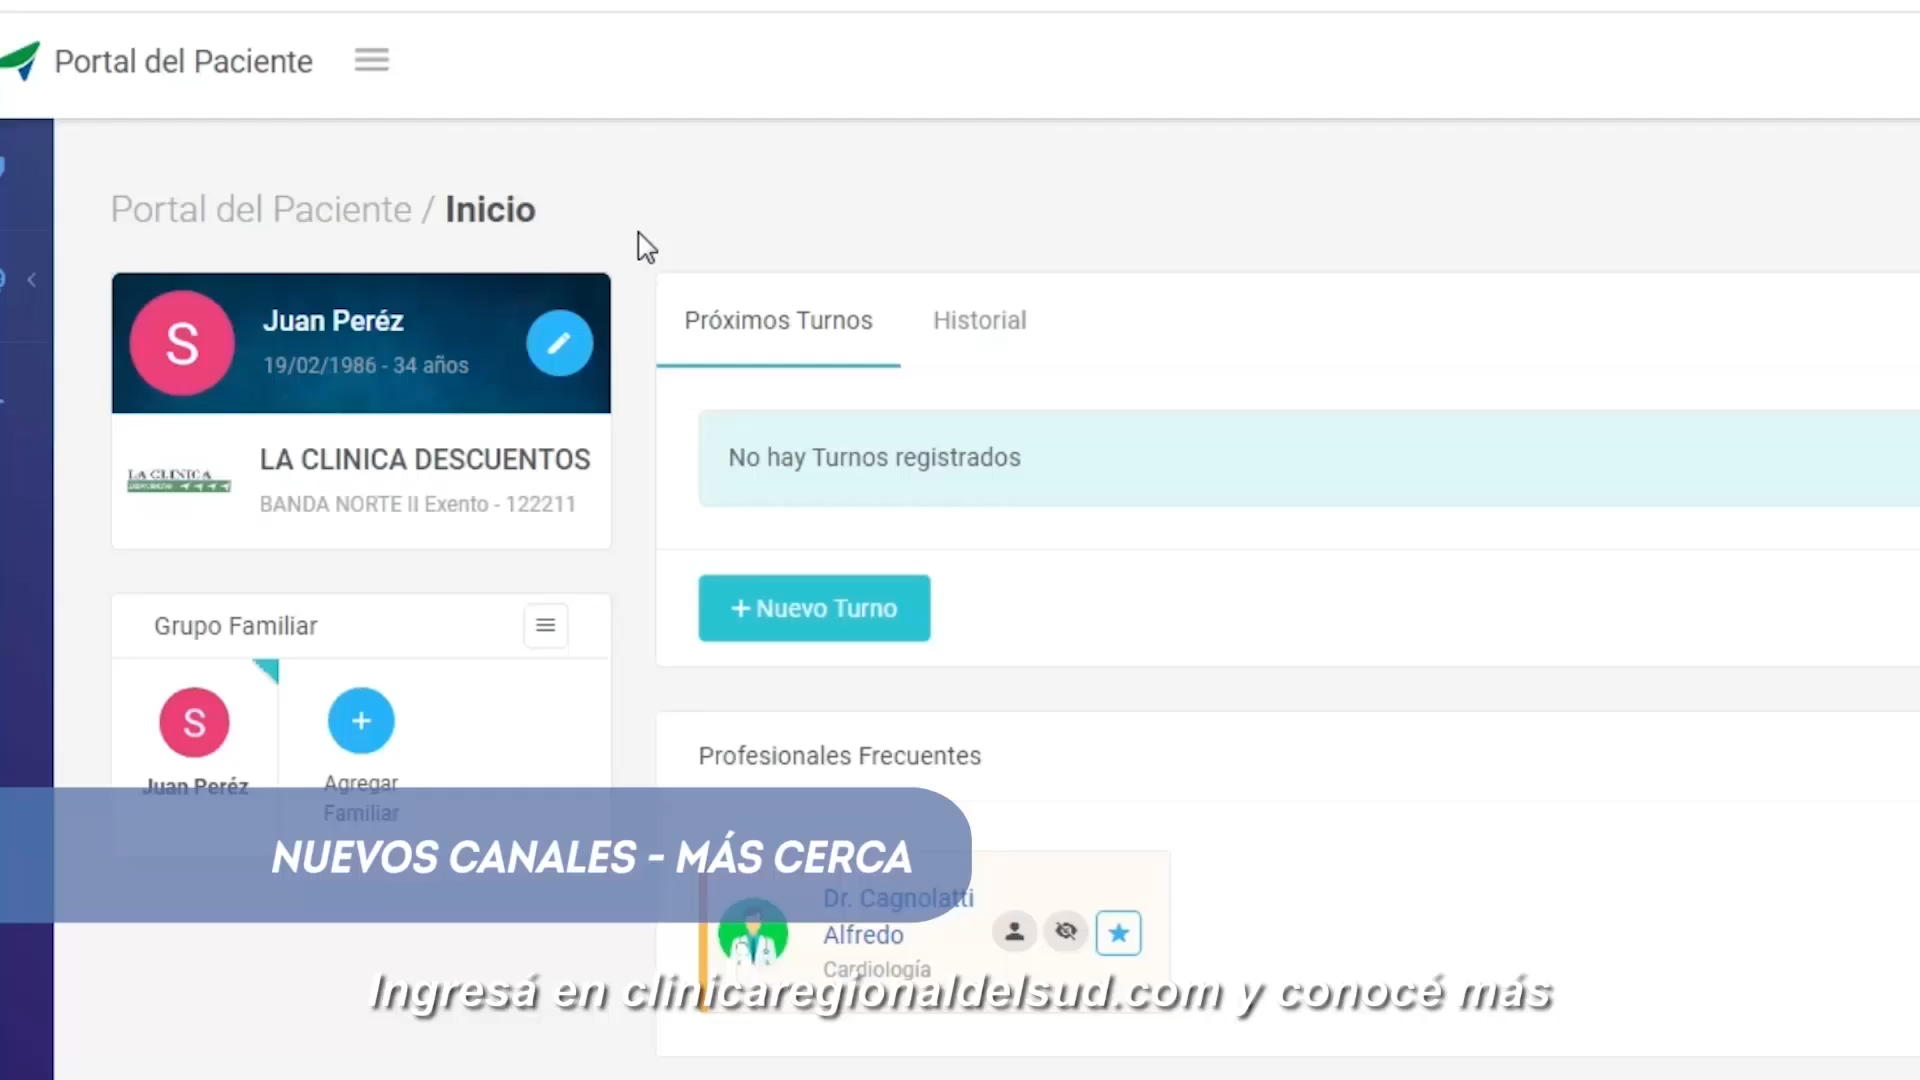 Portal del Paciente
Portal del Paciente / Inicio
S
Juan Peréz
19/02/1986 - 34 años
LA CLINICA
LA CLINICA DESCUENTOS
BANDA NORTE II Exento - 122211
Grupo Familiar
S
Juan Peréz
+
Agregar
Familiar
Próximos Turnos
Historial
No hay Turnos registrados
+ Nuevo Turno
Profesionales Frecuentes
NUEVOS CANALES - MÁS CERCA
Dr. Cagnolatti
Alfredo
Cardiología
Ingresá en clinicaregionaldelsud.com y conocé más